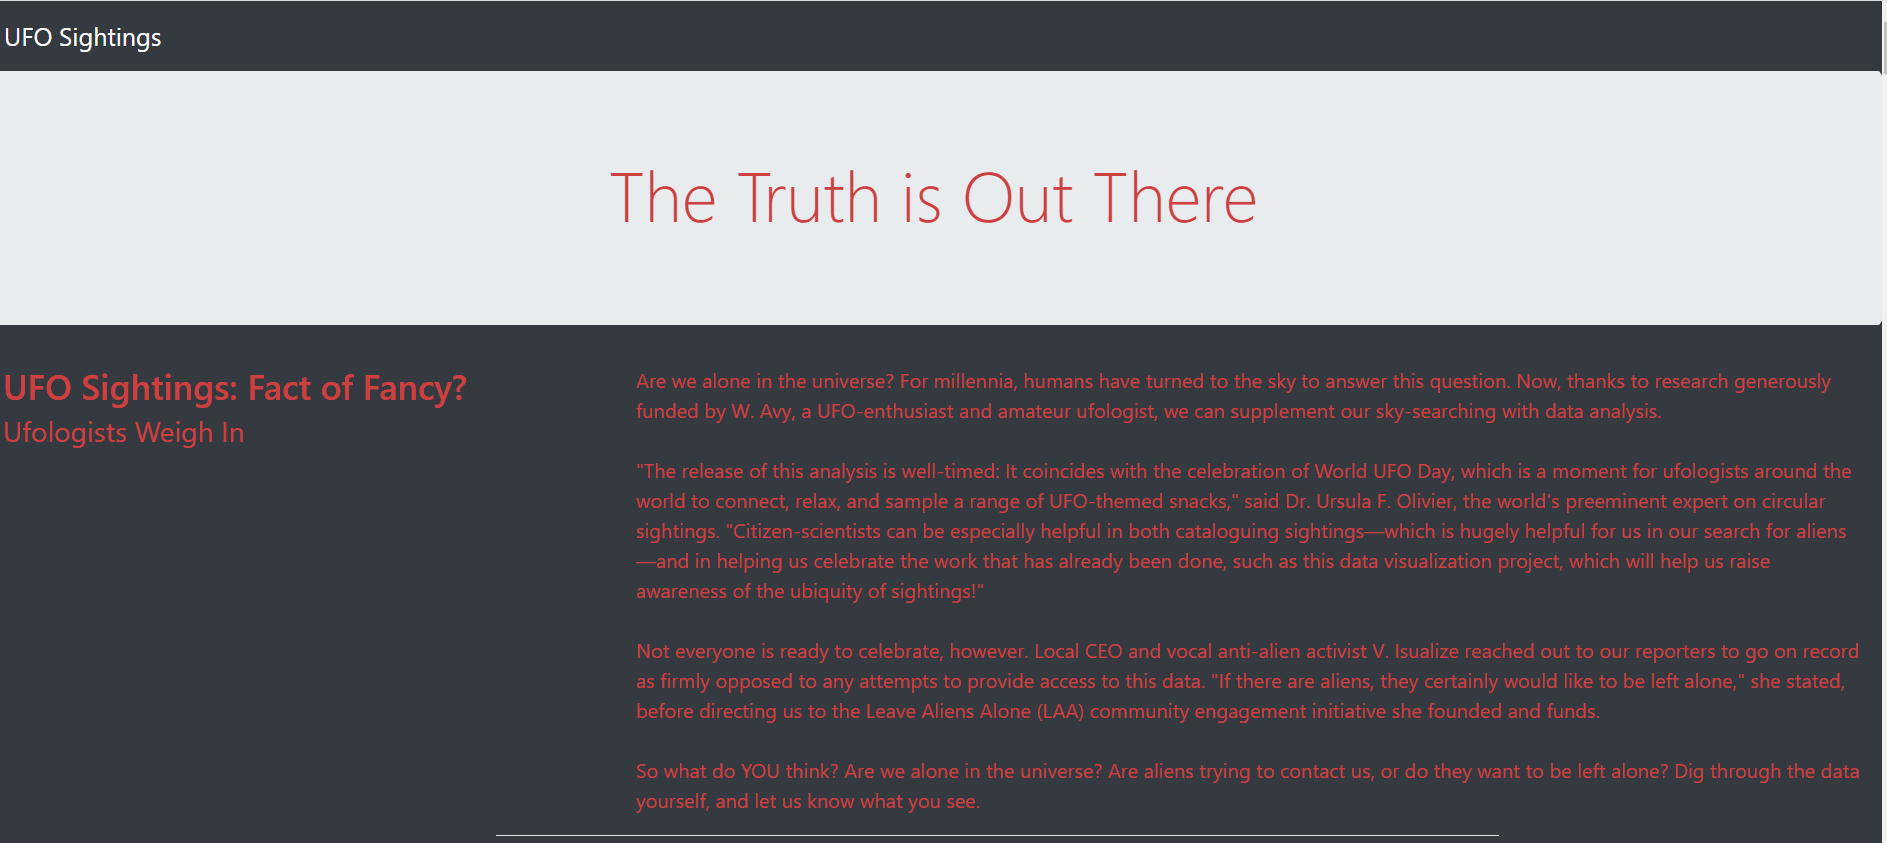 UFO Sightings
The Truth is Out There
UFO Sightings: Fact of Fancy?
Ufologists Weigh In
Are we alone in the universe? For millennia, humans have turned to the sky to answer this question. Now, thanks to research generously
funded by W. Avy, a UFO-enthusiast and amateur ufologist, we can supplement our sky-searching with data analysis.
"The release of this analysis is well-timed: It coincides with the celebration of World UFO Day, which is a moment for ufologists around the
world to connect, relax, and sample a range of UFO-themed snacks," said Dr. Ursula F. Olivier, the world's preeminent expert on circular
sightings. "Citizen-scientists can be especially helpful in both cataloguing sightings—which is hugely helpful for us in our search for aliens
—and in helping us celebrate the work that has already been done, such as this data visualization project, which will help us raise
awareness of the ubiquity of sightings!"
Not everyone is ready to celebrate, however. Local CEO and vocal anti-alien activist V. Isualize reached out to our reporters to go on record
as firmly opposed to any attempts to provide access to this data. "If there are aliens, they certainly would like to be left alone," she stated,
before directing us to the Leave Aliens Alone (LAA) community engagement initiative she founded and funds.
So what do YOU think? Are we alone in the universe? Are aliens trying to contact us, or do they want to be left alone? Dig through the data
yourself, and let us know what you see.